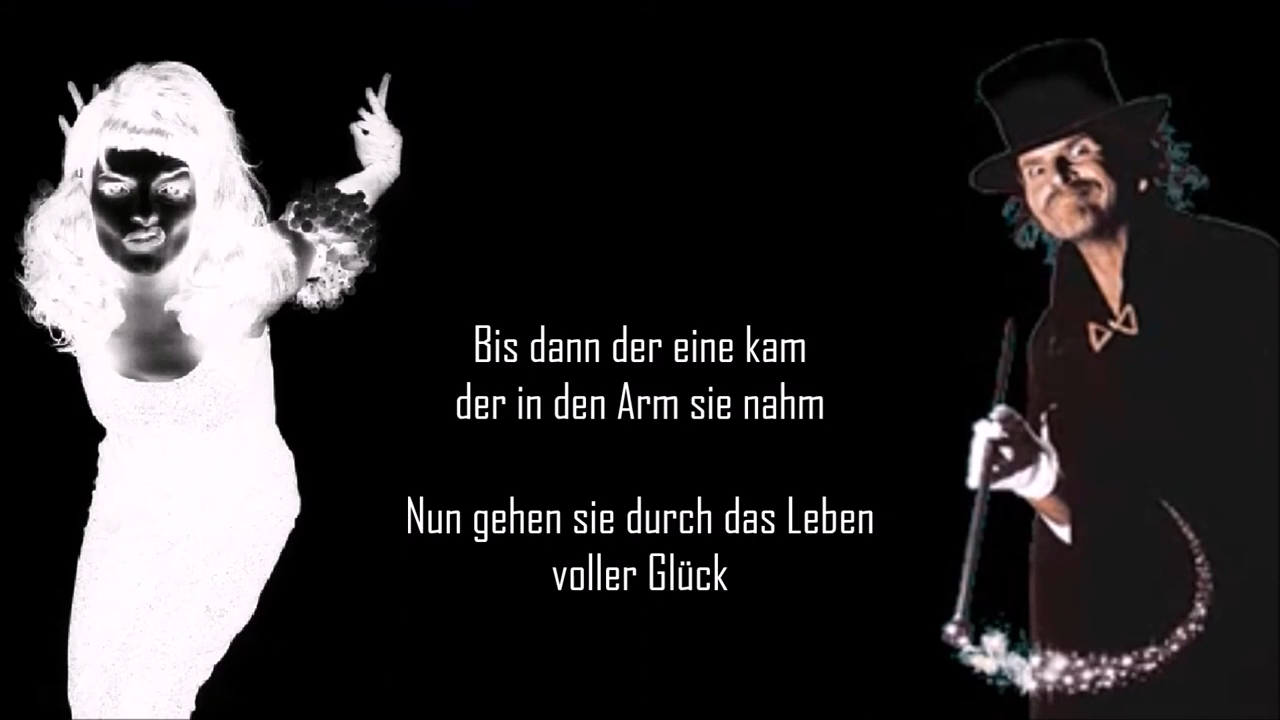 Bis dann der eine kam
der in den Arm sie nahm
Nun gehen sie durch das Leben
voller Glück